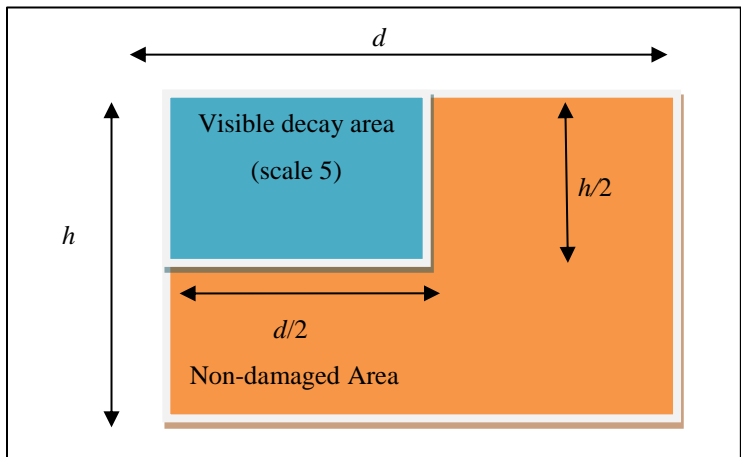 d
Visible decay area
(scale 5)
h/2
h
d/2
Non-damaged Area